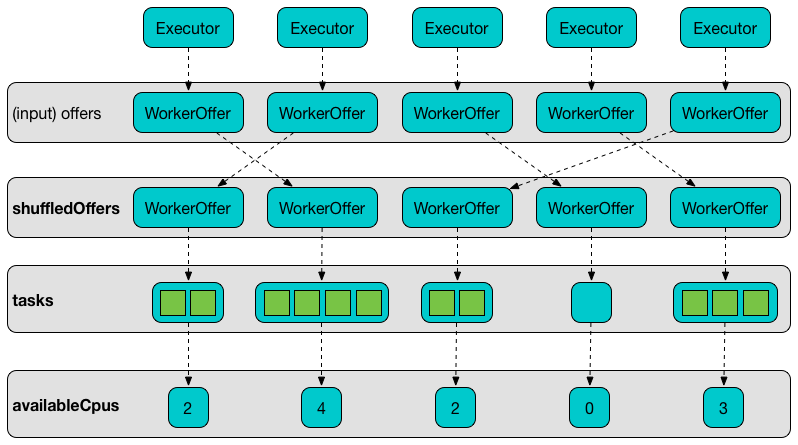 Executor Executor Executor Executor Executor
(input) offers WorkerOffer WorkerOffer WorkerOffer WorkerOffer WorkerOffer
shuffledOffers WorkerOffer WorkerOffer WorkerOffer WorkerOffer WorkerOffer
tasks
availableCpus 2 4 2 0 3